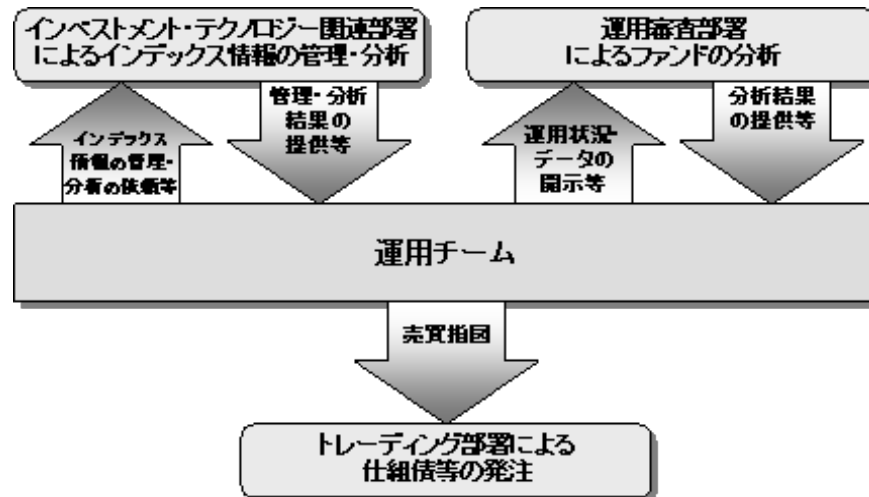 インベストメント・テクノロジー関連部署
によるインデックス情報の管理・分析
運用審査部署
によるファンドの分析
インデックス
情報の管理・
分析の依頼等
管理・分析
結果の
提供等
運用状況・
データの
開示等
分析結果
の提供等
運用チーム
売買指図
トレーディング部署による
仕組債等の発注